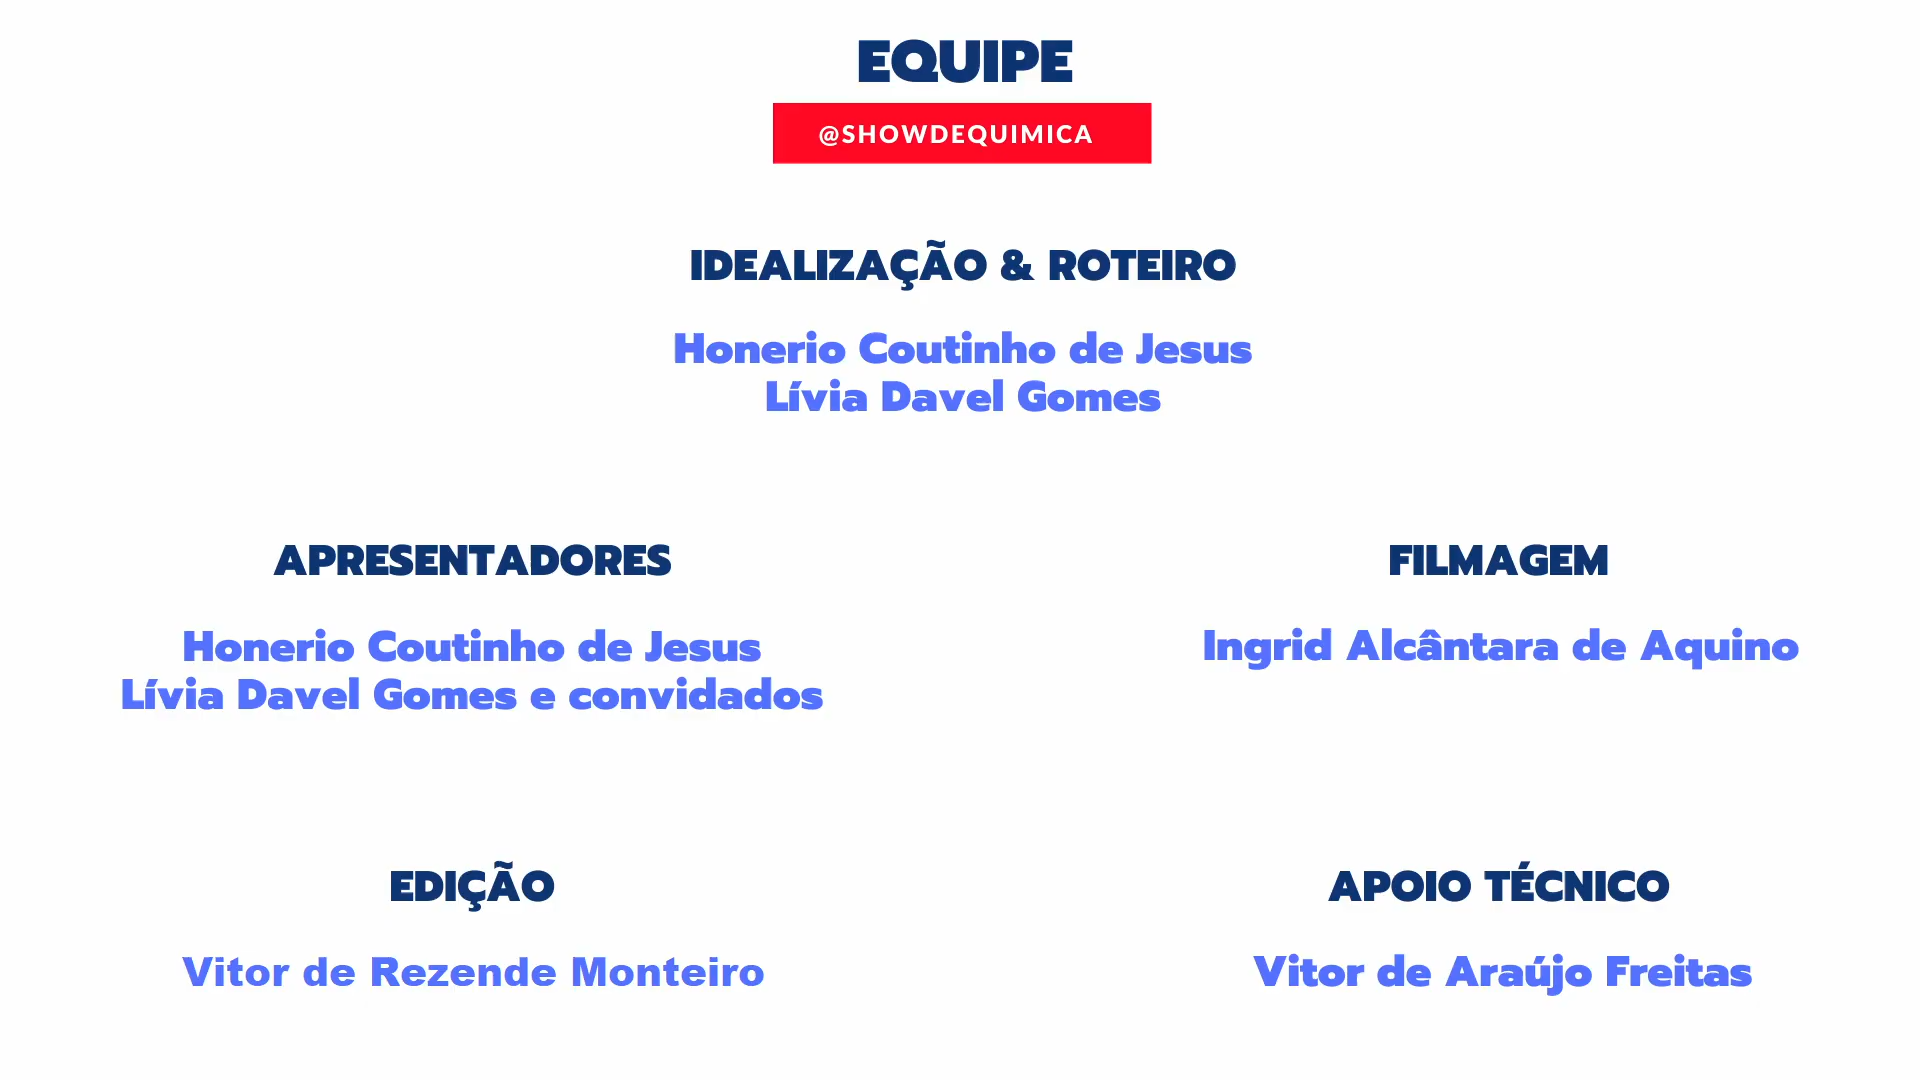 EQUIPE
@SHOWDEQUIMICA
IDEALIZAÇÃO & ROTEIRO
Honerio Coutinho de Jesus
Lívia Davel Gomes
APRESENTADORES
Honerio Coutinho de Jesus
Lívia Davel Gomes e convidados
FILMAGEM
Ingrid Alcântara de Aquino
EDIÇÃO
Vitor de Rezende Monteiro
APOIO TÉCNICO
Vitor de Araújo Freitas